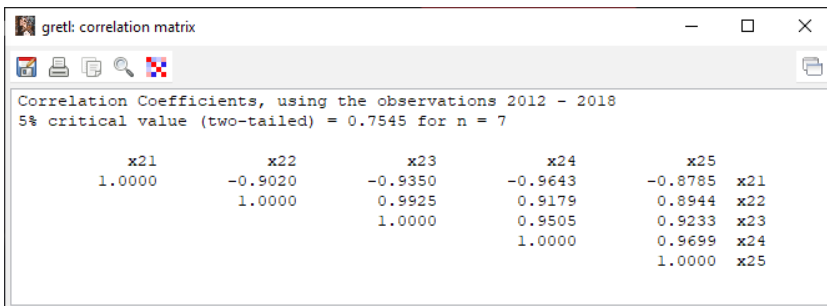 gretl: correlation matrix
Correlation Coefficients, using the observations 2012 - 2018
5% critical value (two-tailed) = 0.7545 for n = 7
x21 x22 x23 x24 x25
1.0000 -0.9020 -0.9350 -0.9643 -0.8785 x21
1.0000 0.9925 0.9179 0.8944 x22
1.0000 0.9505 0.9233 x23
1.0000 0.9699 x24
1.0000 x25